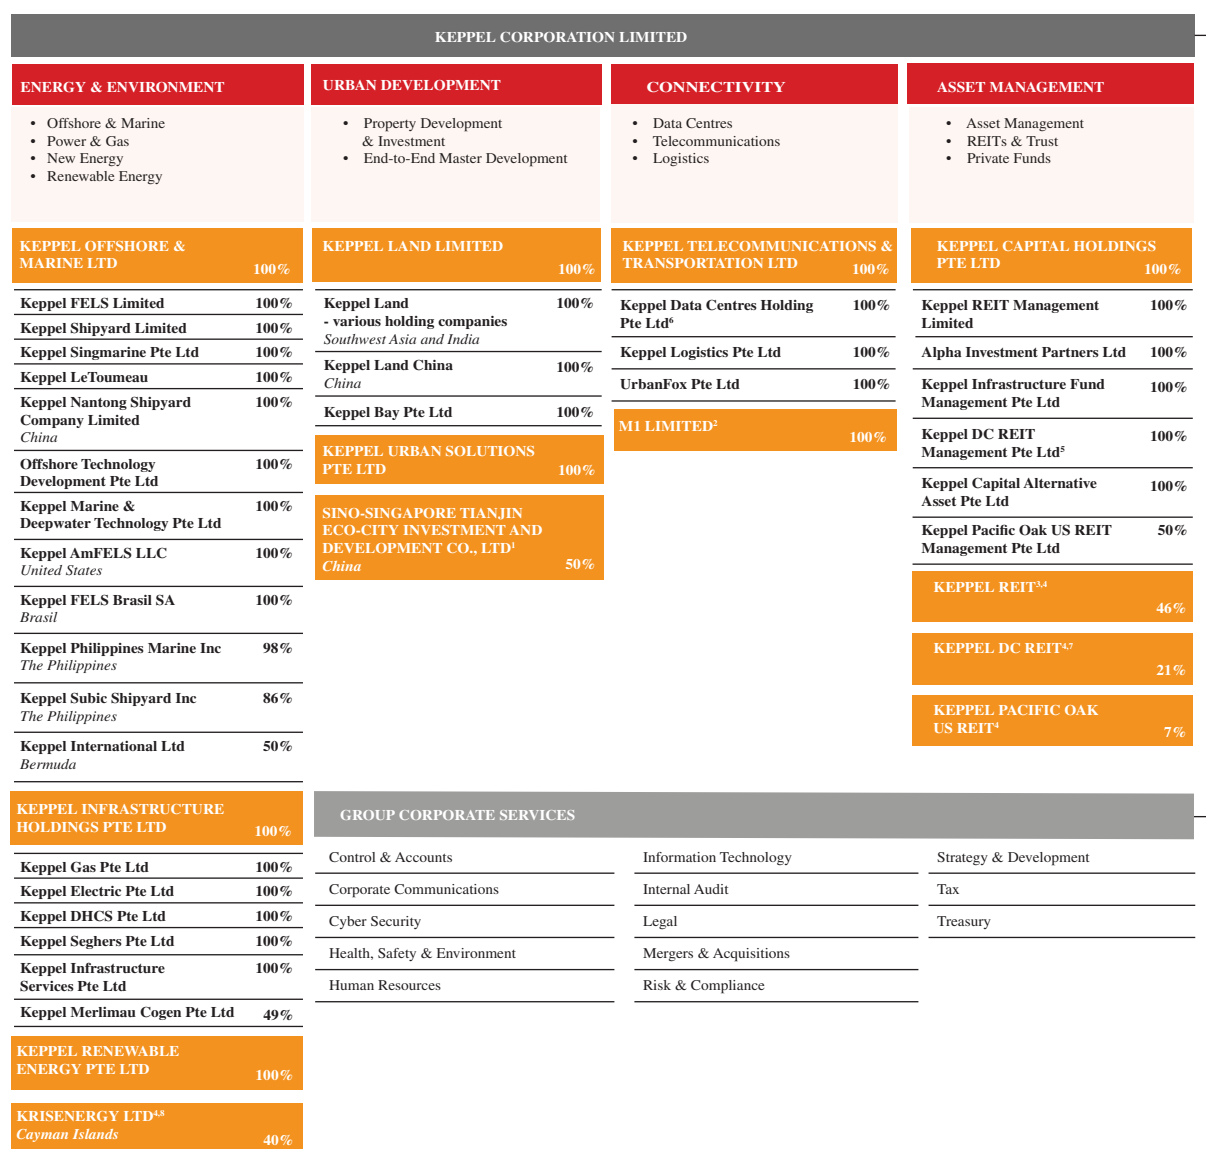 KEPPEL CORPORATION LIMITED
ENERGY & ENVIRONMENT
• Offshore & Marine
• Power & Gas
• New Energy
• Renewable Energy
KEPPEL OFFSHORE &
MARINE LTD 100%
Keppel FELS Limited 100%
Keppel Shipyard Limited 100%
Keppel Singmarine Pte Ltd 100%
Keppel LeToumeau 100%
Keppel Nantong Shipyard 100%
Company Limited
China
Offshore Technology 100%
Development Pte Ltd
Keppel Marine & 100%
Deepwater Technology Pte Ltd
Keppel AmFELS LLC 100%
United States
Keppel FELS Brasil SA 100%
Brasil
Keppel Philippines Marine Inc 98%
The Philippines
Keppel Subic Shipyard Inc 86%
The Philippines
Keppel International Ltd 50%
Bermuda
KEPPEL INFRASTRUCTURE
HOLDINGS PTE LTD 100%
Keppel Gas Pte Ltd 100%
Keppel Electric Pte Ltd 100%
Keppel DHCS Pte Ltd 100%
Keppel Seghers Pte Ltd 100%
Keppel Infrastructure 100%
Services Pte Ltd
Keppel Merlimau Cogen Pte Ltd 49%
KEPPEL RENEWABLE
ENERGY PTE LTD 100%
KRISENERGY LTD4,8
Cayman Islands 40%
URBAN DEVELOPMENT
• Property Development
& Investment
• End-to-End Master Development
KEPPEL LAND LIMITED
100%
Keppel Land 100%
- various holding companies
Southwest Asia and India
Keppel Land China 100%
China
Keppel Bay Pte Ltd 100%
KEPPEL URBAN SOLUTIONS
PTE LTD 100%
SINO-SINGAPORE TIANJIN
ECO-CITY INVESTMENT AND
DEVELOPMENT CO., LTD1
China 50%
CONNECTIVITY
• Data Centres
• Telecommunications
• Logistics
KEPPEL TELECOMMUNICATIONS &
TRANSPORTATION LTD 100%
Keppel Data Centres Holding 100%
Pte Ltd6
Keppel Logistics Pte Ltd 100%
UrbanFox Pte Ltd 100%
M1 LIMITED2
100%
ASSET MANAGEMENT
• Asset Management
• REITs & Trust
• Private Funds
KEPPEL CAPITAL HOLDINGS
PTE LTD 100%
Keppel REIT Management 100%
Limited
Alpha Investment Partners Ltd 100%
Keppel Infrastructure Fund 100%
Management Pte Ltd
Keppel DC REIT 100%
Management Pte Ltd5
Keppel Capital Alternative 100%
Asset Pte Ltd
Keppel Pacific Oak US REIT 50%
Management Pte Ltd
KEPPEL REIT3,4
46%
KEPPEL DC REIT4,7
21%
KEPPEL PACIFIC OAK
US REIT4 7%
GROUP CORPORATE SERVICES
Control & Accounts
Corporate Communications
Cyber Security
Health, Safety & Environment
Human Resources
Information Technology
Internal Audit
Legal
Mergers & Acquisitions
Risk & Compliance
Strategy & Development
Tax
Treasury